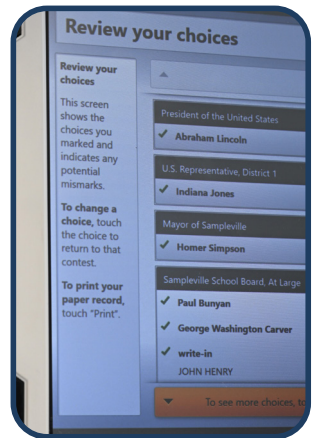 Review your choices
Review your
choices
This screen
shows the
choices you
marked and
indicates any
potential
mismarks.
To change a
choice, touch
the choice to
return to that
contest.
To print your
paper record,
touch "Print".
President of the United States
Abraham Lincoln
U.S. Representative, District 1
Indiana Jones
Mayor of Sampleville
Homer Simpson
Sampleville School Board, At Large
Paul Bunyan
George Washington Carver
write-in
JOHN HENRY
To see more choices,